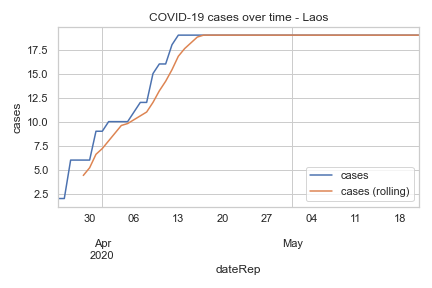 COVID-19 cases over time - Laos
cases
17.5
15.0
12.5
10.0
7.5
5.0
2.5
cases
cases (rolling)
30 06 13 20 27 04 11 18
Apr May
2020
dateRep